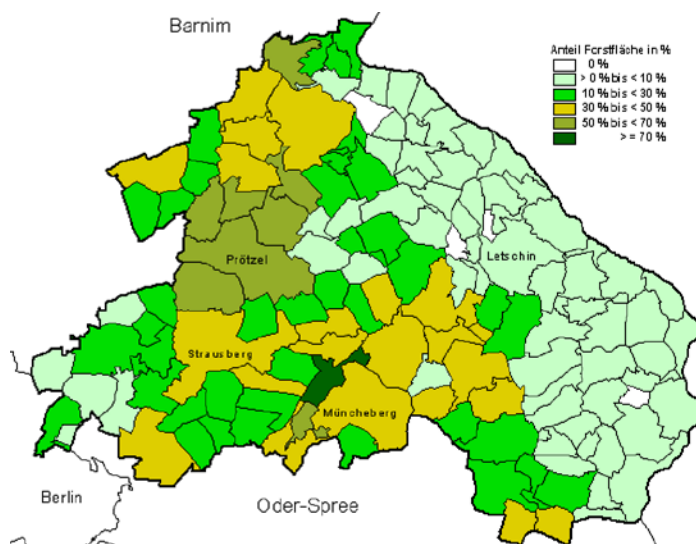 Barnim
Anteil Forstfläche in %
0 %
> 0 % bis < 10 %
10 % bis < 30 %
30 % bis < 50 %
50 % bis < 70 %
> = 70 %
Prötzel
Letschin
Strausberg
Müncheberg
Berlin
Oder-Spree